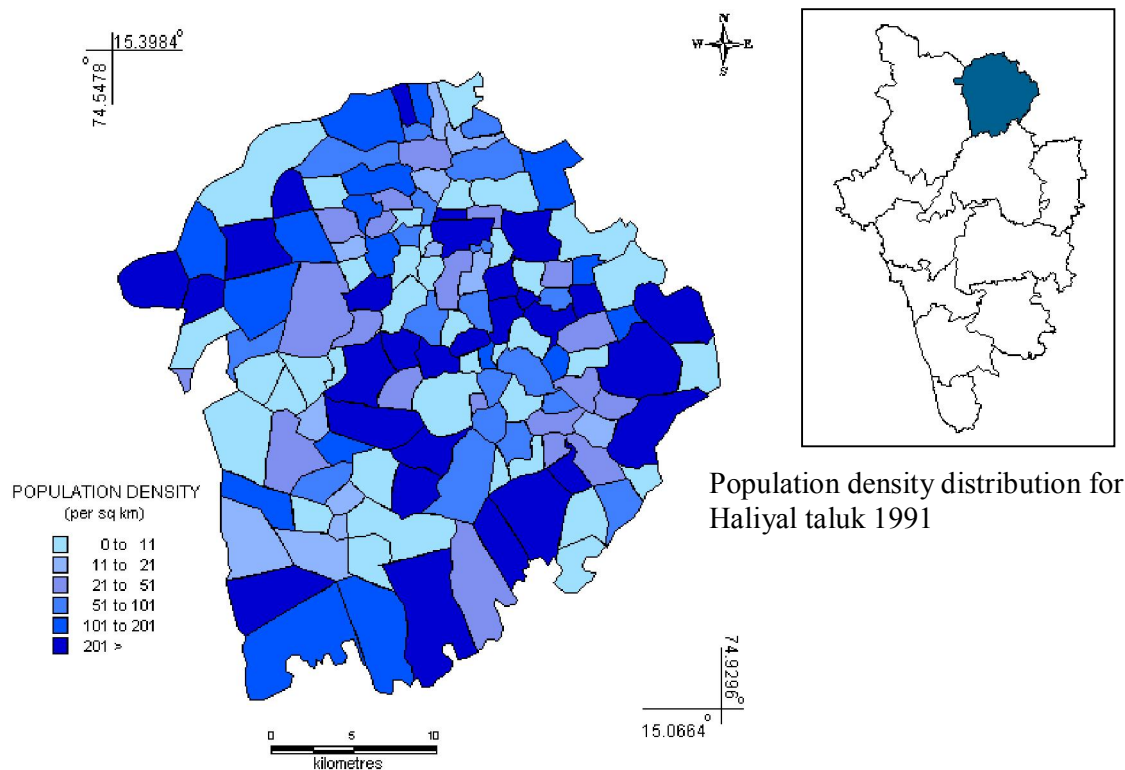 15.3984°
74.5478°
N
W E
S
Population density distribution for
Haliyal taluk 1991
POPULATION DENSITY
(per sq km)
0 to 11
11 to 21
21 to 51
51 to 101
101 to 201
201 >
74.9296°
15.0664°
0 5 10
kilometres